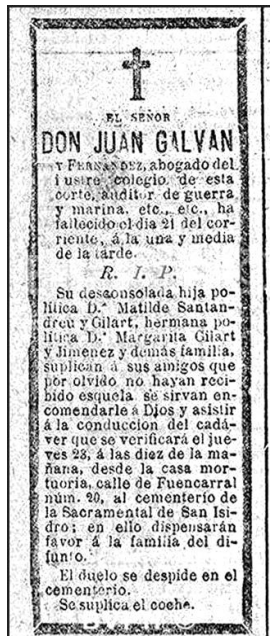 EL SEÑOR
DON JUAN GALVAN
Y FERNANDEZ, abogado del
ilustre colegio de esta
corte, auditor de guerra
y marina, etc., etc., ha
fallecido el dia 21 del cor-
riente, á la una y media
de la tarde.
R. I. P.
Su desconsolada hija po-
lítica D.ª Matilde Santan-
dreu y Gilart, hermana po-
lítica D.ª Margarita Gilart
y Jimenez y demás familia,
suplican á sus amigos que
por olvido no hayan reci-
bido esquela se sirvan en-
comendarle á Dios y asistir
á la conduccion del cadá-
ver que se verificará el jue-
ves 23, á las diez de la ma-
ñana, desde la casa mor-
tuoria, calle de Fuencarral
núm. 20, al cementerio de
la Sacramental de San Isi-
dro; en ello dispensarán
favor á la familia del di-
funto.
El duelo se despide en el
cementerio.
Se suplica el coche.